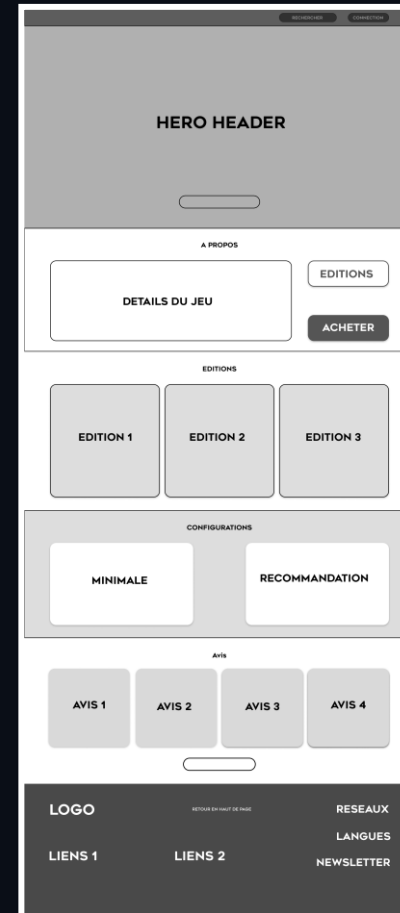 RECHERCHER
CONNECTION
HERO HEADER
A PROPOS
DETAILS DU JEU
EDITIONS
ACHETER
EDITIONS
EDITION 1
EDITION 2
EDITION 3
CONFIGURATIONS
MINIMALE
RECOMMANDATION
Avis
AVIS 1
AVIS 2
AVIS 3
AVIS 4
LOGO
RETOUR EN HAUT DE PAGE
RESEAUX
LANGUES
LIENS 1
LIENS 2
NEWSLETTER